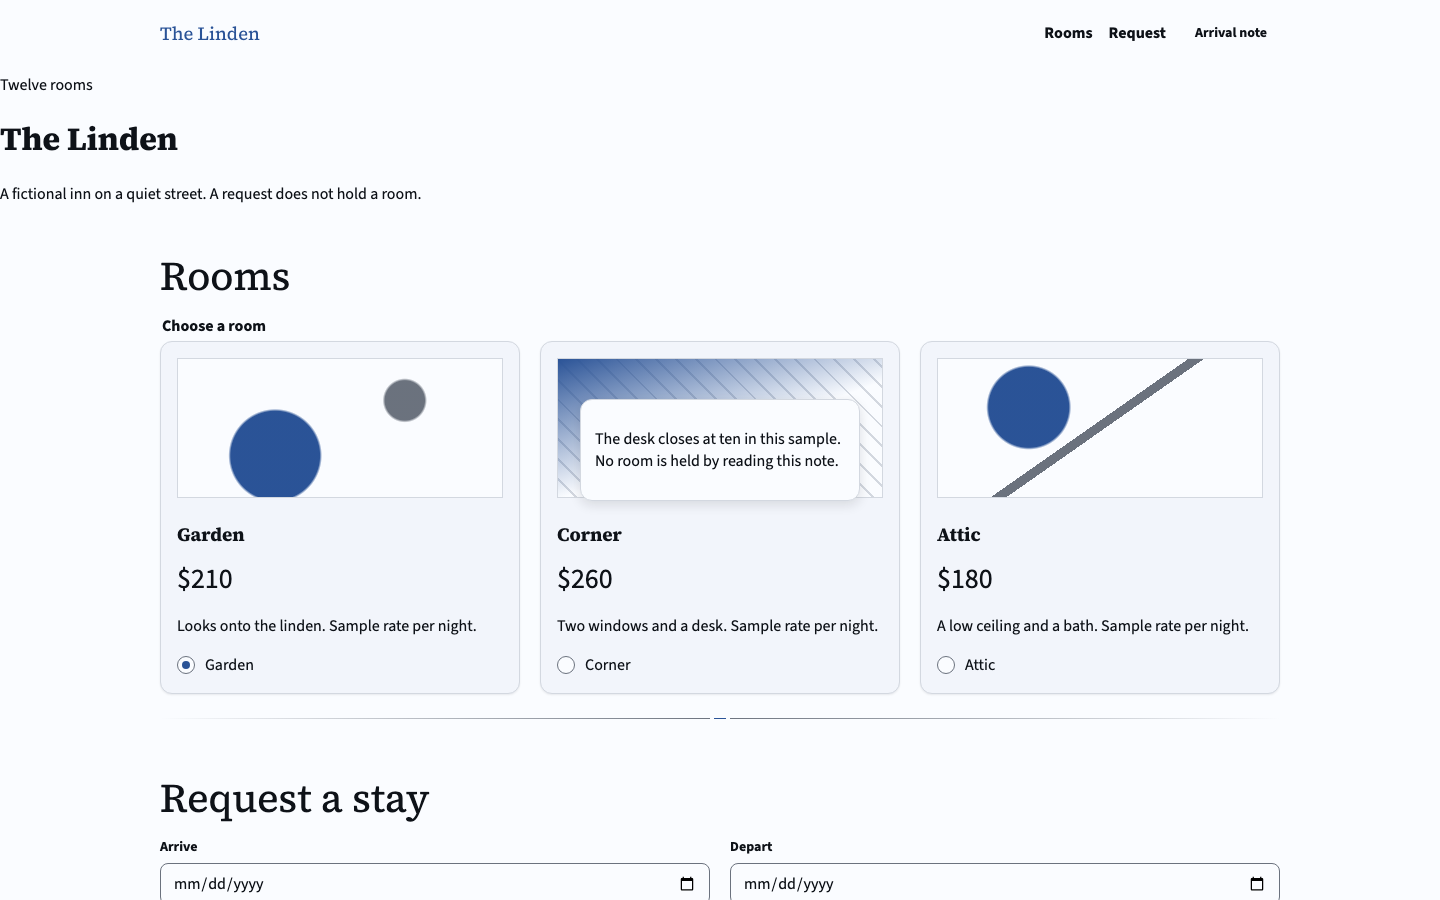 The Linden
Rooms
Request
Arrival note
Twelve rooms
The Linden
A fictional inn on a quiet street. A request does not hold a room.
Rooms
Choose a room
Garden
$210
Looks onto the linden. Sample rate per night.
Garden
The desk closes at ten in this sample.
No room is held by reading this note.
Corner
$260
Two windows and a desk. Sample rate per night.
Corner
Attic
$180
A low ceiling and a bath. Sample rate per night.
Attic
Request a stay
Arrive
mm/dd/yyyy
Depart
mm/dd/yyyy